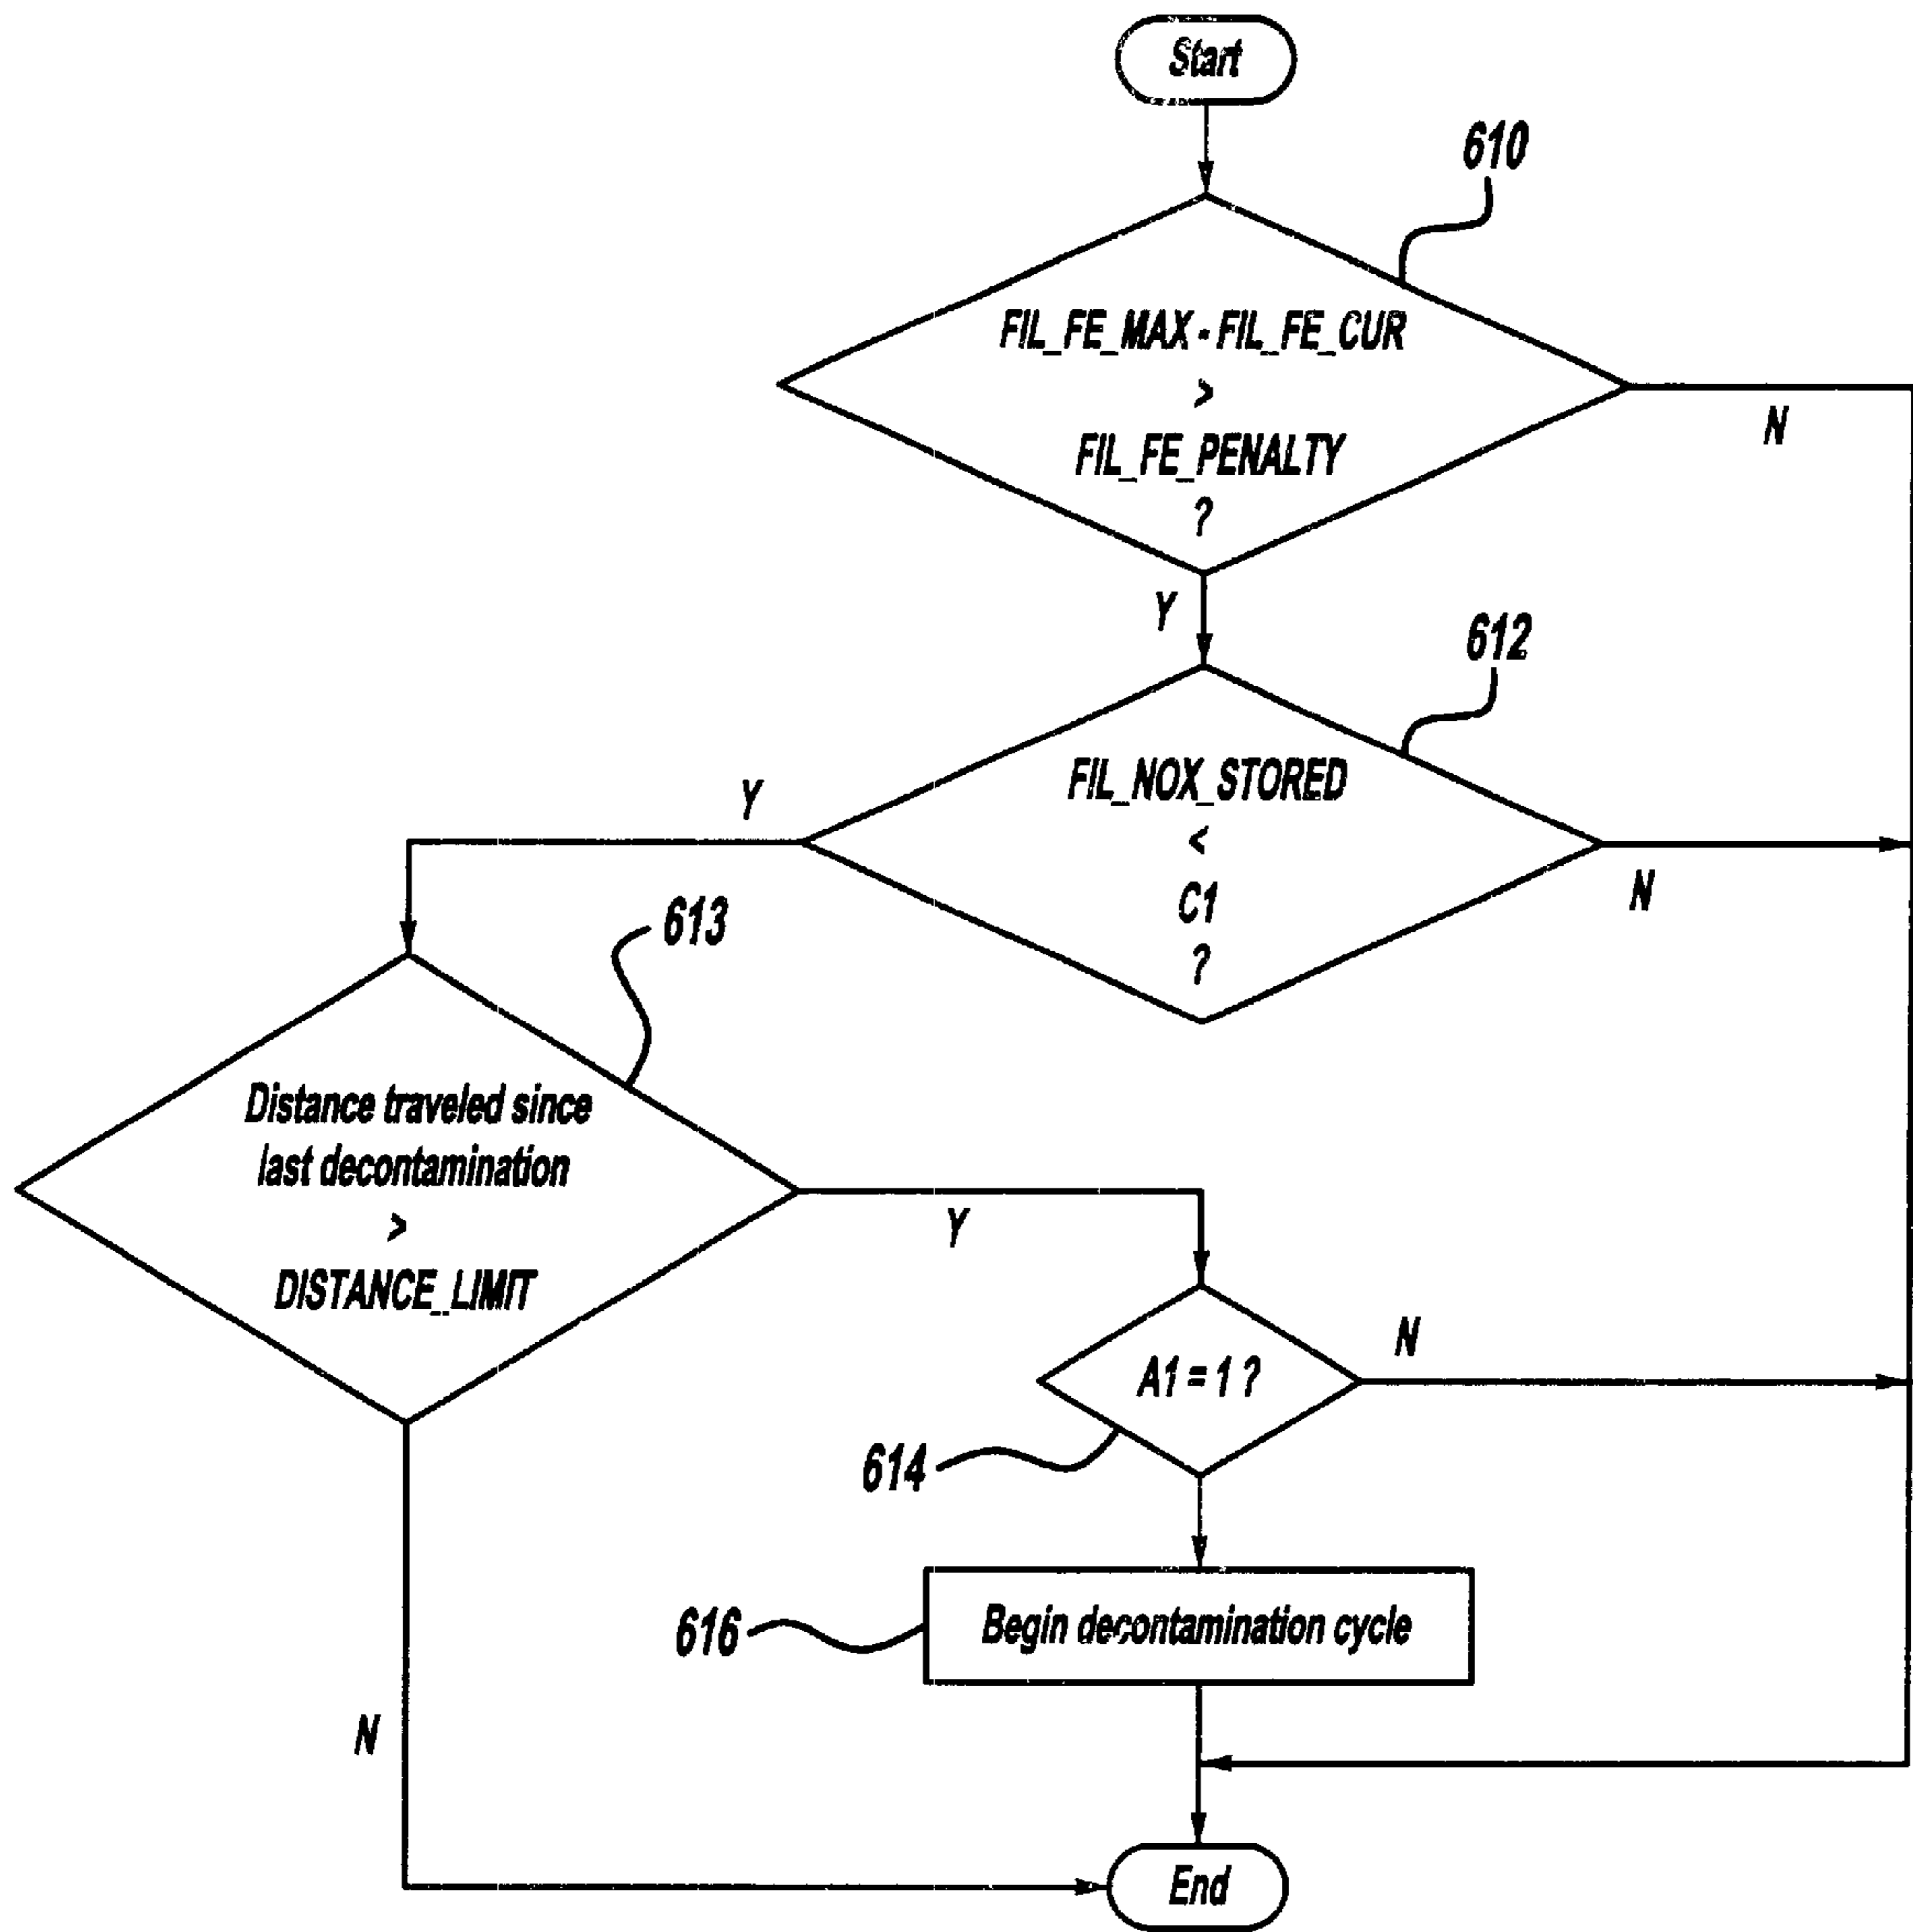 Start
610
FIL_FE_MAX - FIL_FE_CUR
>
FIL_FE_PENALTY
?
N
Y
612
FIL_NOX_STORED
<
C1
?
Y
N
613
Distance traveled since
last decontamination
>
DISTANCE_LIMIT
Y
A1 = 1 ?
N
614
616
Begin decontamination cycle
N
End